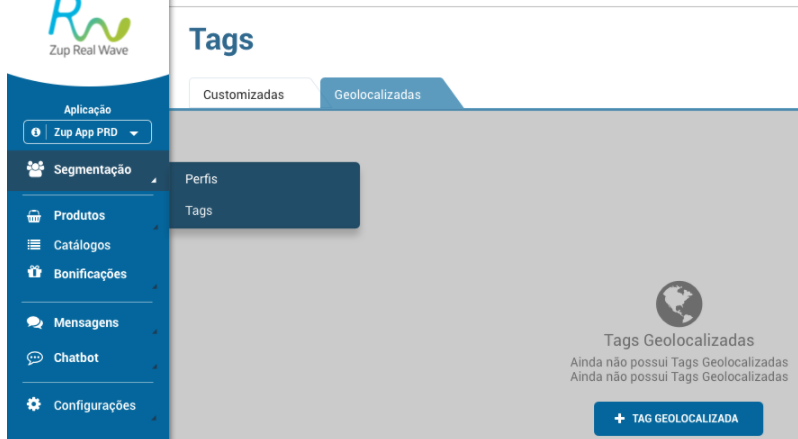 Zup Real Wave
Aplicação
Zup App PRD
Segmentação
Produtos
Catálogos
Bonificações
Mensagens
Chatbot
Configurações
Tags
Customizadas
Geolocalizadas
Perfis
Tags
Tags Geolocalizadas
Ainda não possui Tags Geolocalizadas
Ainda não possui Tags Geolocalizadas
+ TAG GEOLOCALIZADA